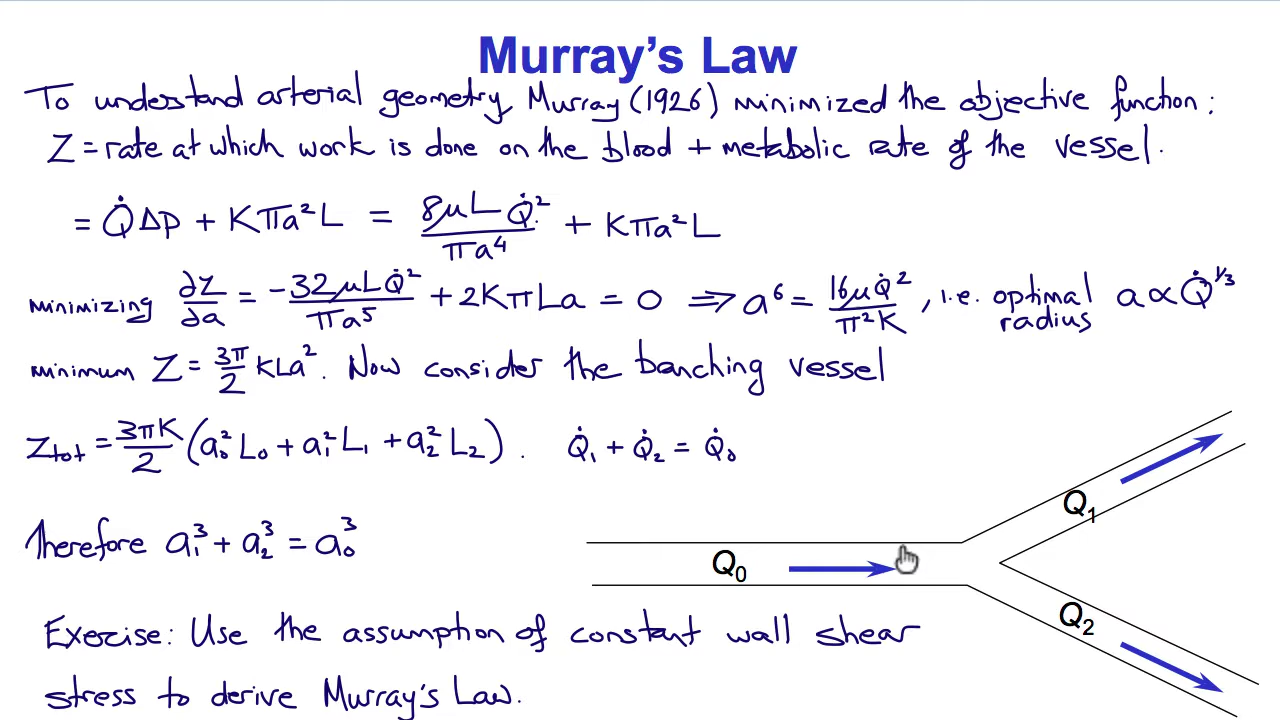 Murray's Law
To understand arterial geometry, Murray (1926) minimized the objective function:
Z = rate at which work is done on the blood + metabolic rate of the vessel.
= Q̇Δp + Kπa²L = 8μLQ̇²/πa⁴ + Kπa²L
minimizing ∂Z/∂a = -32μLQ̇²/πa⁵ + 2KπLa = 0 ⇒ a⁶ = 16μQ̇²/π²K, i.e. optimal radius a ∝ Q̇^1/3
minimum Z = 3π/2 KLa². Now consider the banching vessel
Ztot = 3πK/2 (a₀²L₀ + a₁²L₁ + a₂²L₂). Q̇₁ + Q̇₂ = Q̇₀
Q₁
Therefore a₁³ + a₂³ = a₀³
Q₀
Q₂
Exercise: Use the assumption of constant wall shear
stress to derive Murray's Law.